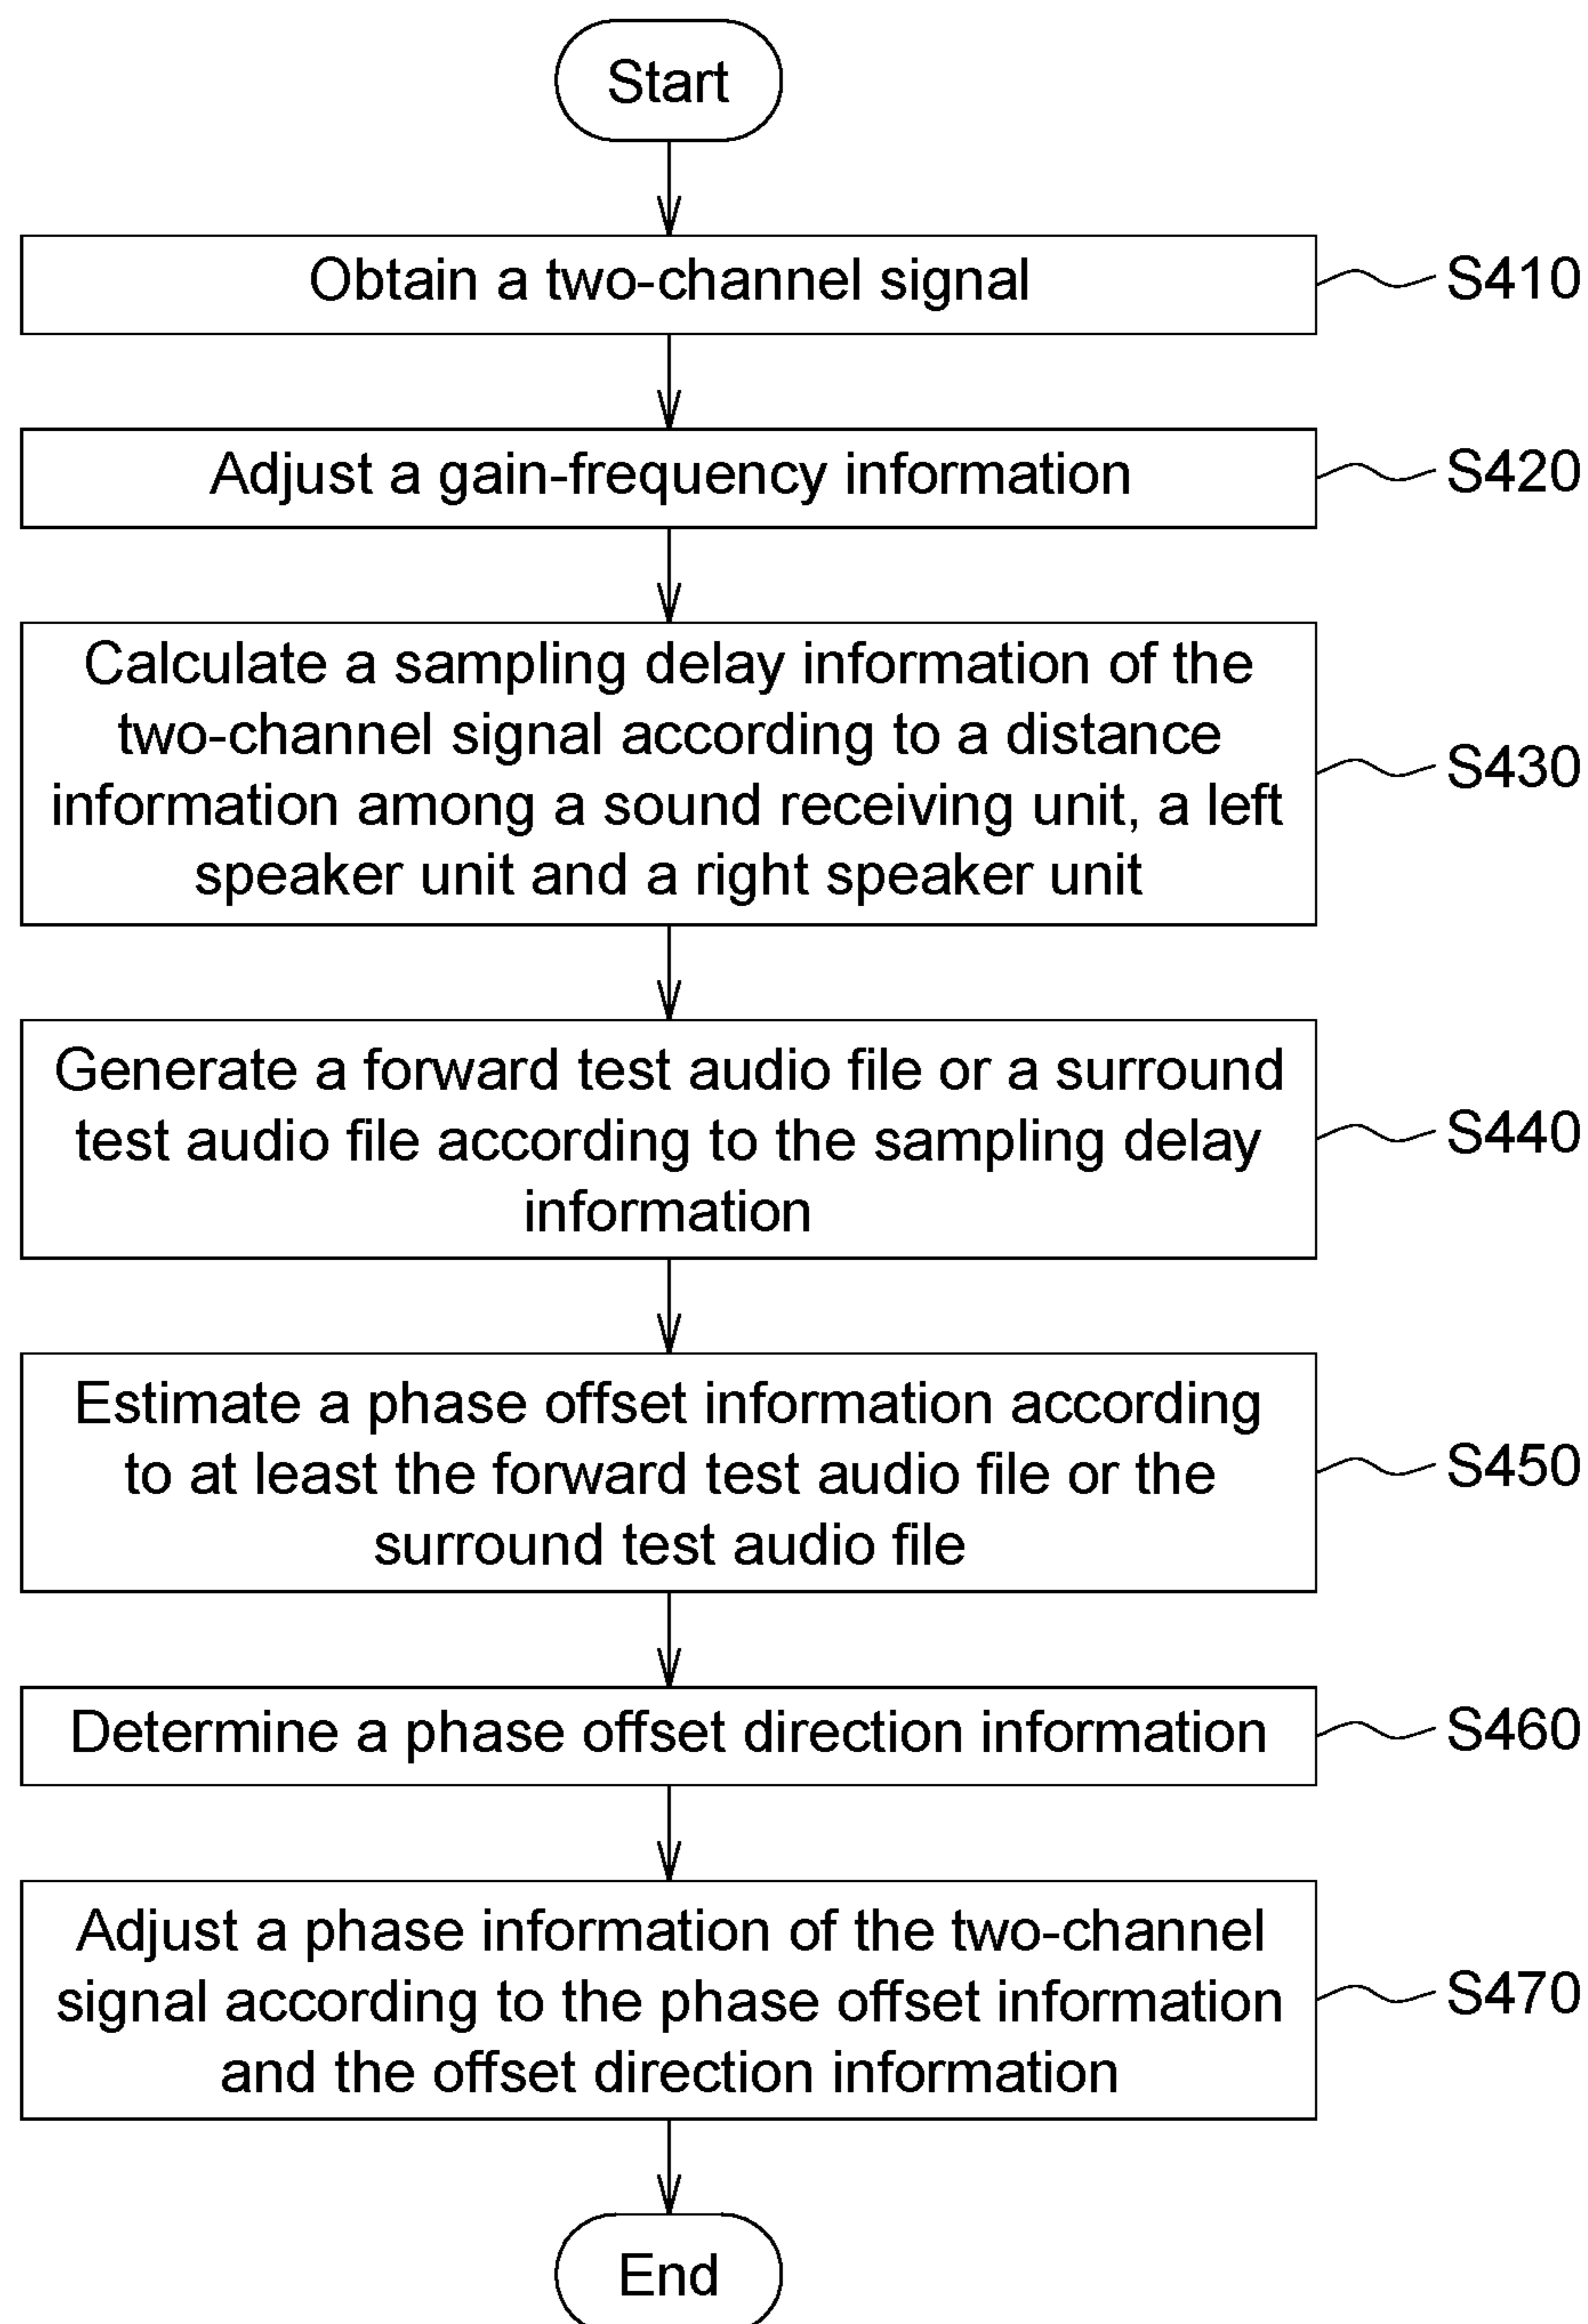 Start
Obtain a two-channel signal
S410
Adjust a gain-frequency information
S420
Calculate a sampling delay information of the
two-channel signal according to a distance
information among a sound receiving unit, a left
speaker unit and a right speaker unit
S430
Generate a forward test audio file or a surround
test audio file according to the sampling delay
information
S440
Estimate a phase offset information according
to at least the forward test audio file or the
surround test audio file
S450
Determine a phase offset direction information
S460
Adjust a phase information of the two-channel
signal according to the phase offset information
and the offset direction information
S470
End